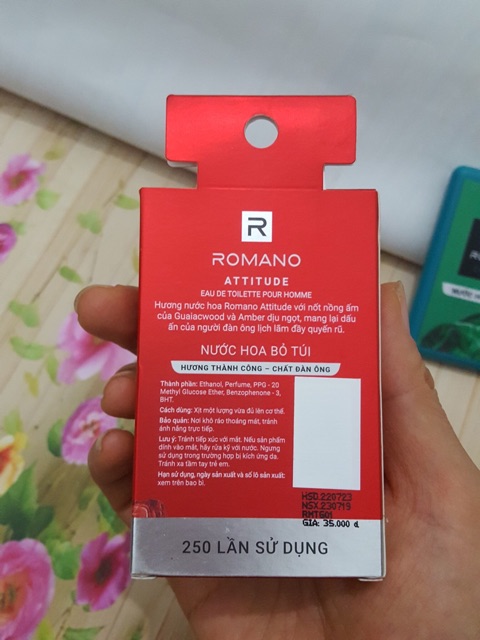 R
ROMANO
ATTITUDE
EAU DE TOILETTE POUR HOMME
Hương nước hoa Romano Attitude với nốt nồng ấm
của Guaiacwood và Amber dịu ngọt, mang lại dấu
ấn của người đàn ông lịch lãm đầy quyến rũ.
NƯỚC HOA BỎ TÚI
HƯƠNG THÀNH CÔNG – CHẤT ĐÀN ÔNG
Thành phần: Ethanol, Perfume, PPG - 20
Methyl Glucose Ether, Benzophenone - 3,
BHT.
Cách dùng: Xịt một lượng vừa đủ lên cơ thể.
Bảo quản: Nơi khô ráo thoáng mát, tránh
ánh nắng trực tiếp.
Lưu ý: Tránh tiếp xúc với mắt. Nếu sản phẩm
dính vào mắt, hãy rửa kỹ với nước. Ngưng
sử dụng trong trường hợp bị kích ứng da.
Tránh xa tầm tay trẻ em.
Hạn sử dụng, ngày sản xuất và số lô sản xuất:
xem trên bao bì.
HSD.220723
NSX.230719
RMT501
GIA: 35.000 đ
250 LẦN SỬ DỤNG